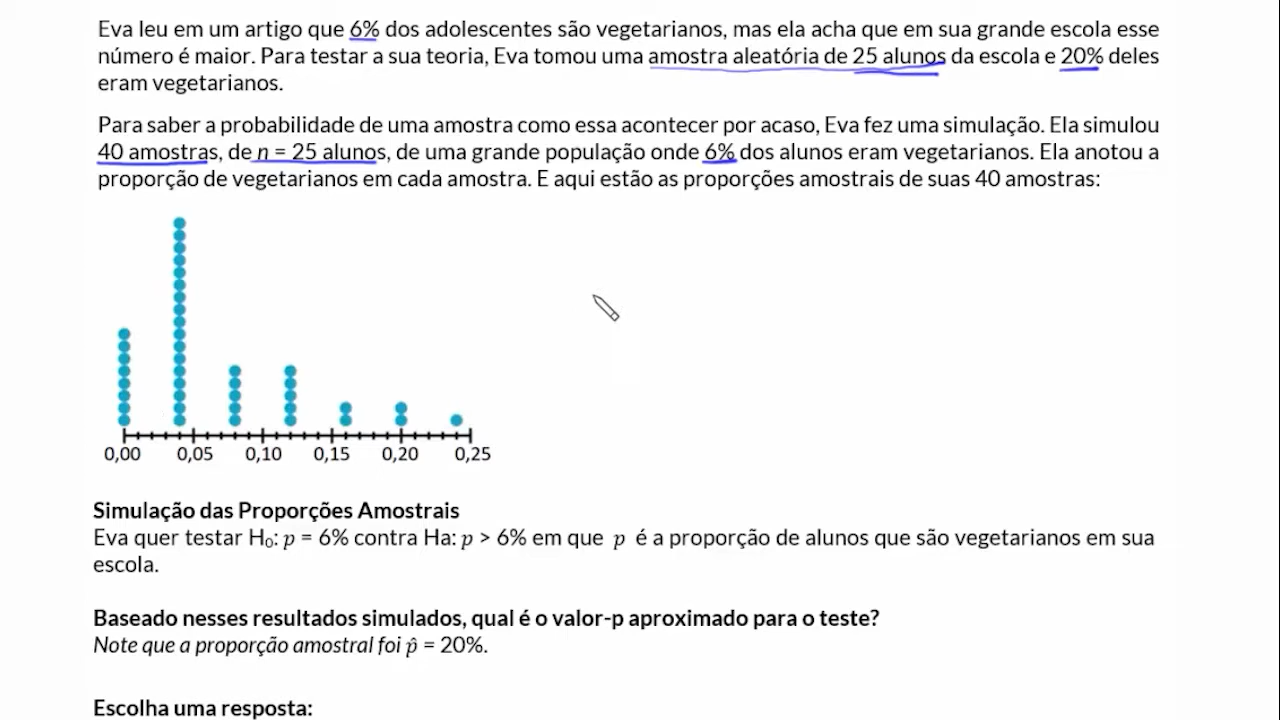 Eva leu em um artigo que 6% dos adolescentes são vegetarianos, mas ela acha que em sua grande escola esse
número é maior. Para testar a sua teoria, Eva tomou uma amostra aleatória de 25 alunos da escola e 20% deles
eram vegetarianos.
Para saber a probabilidade de uma amostra como essa acontecer por acaso, Eva fez uma simulação. Ela simulou
40 amostras, de n = 25 alunos, de uma grande população onde 6% dos alunos eram vegetarianos. Ela anotou a
proporção de vegetarianos em cada amostra. E aqui estão as proporções amostrais de suas 40 amostras:
0,00 0,05 0,10 0,15 0,20 0,25
Simulação das Proporções Amostrais
Eva quer testar H₀: p = 6% contra Ha: p > 6% em que p é a proporção de alunos que são vegetarianos em sua
escola.
Baseado nesses resultados simulados, qual é o valor-p aproximado para o teste?
Note que a proporção amostral foi p̂ = 20%.
Escolha uma resposta: